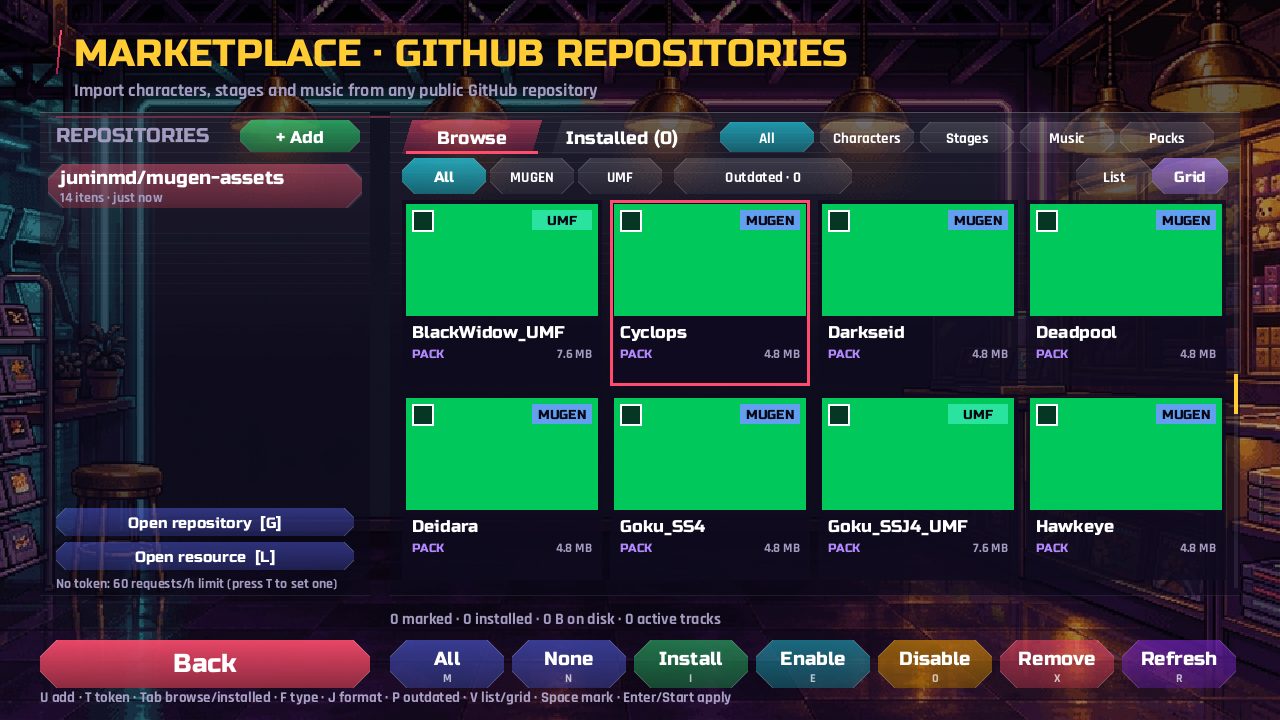 MARKETPLACE · GITHUB REPOSITORIES
Import characters, stages and music from any public GitHub repository
REPOSITORIES
+ Add
juninmd/mugen-assets
14 itens · just now
Browse
Installed (0)
All
Characters
Stages
Music
Packs
All
MUGEN
UMF
Outdated · 0
List
Grid
UMF
MUGEN
MUGEN
MUGEN
BlackWidow_UMF
Cyclops
Darkseid
Deadpool
PACK 7.6 MB
PACK 4.8 MB
PACK 4.8 MB
PACK 4.8 MB
MUGEN
MUGEN
UMF
MUGEN
Deidara
Goku_SS4
Goku_SSJ4_UMF
Hawkeye
PACK 4.8 MB
PACK 4.8 MB
PACK 7.6 MB
PACK 4.8 MB
Open repository [G]
Open resource [L]
No token: 60 requests/h limit (press T to set one)
0 marked · 0 installed · 0 B on disk · 0 active tracks
Back
All
M
None
N
Install
I
Enable
E
Disable
O
Remove
X
Refresh
R
U add · T token · Tab browse/installed · F type · J format · P outdated · V list/grid · Space mark · Enter/Start apply